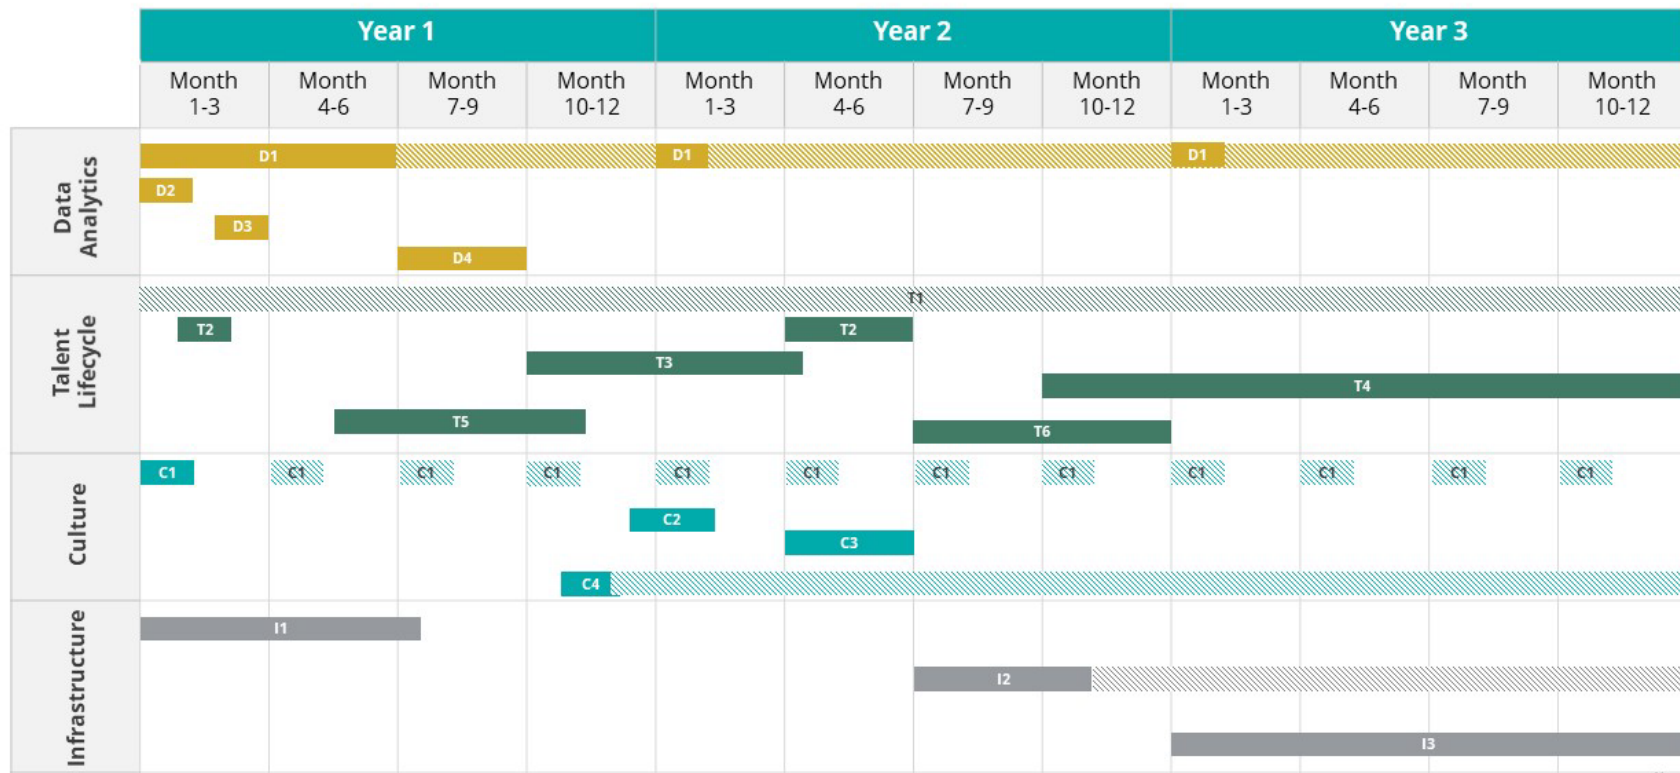 Year 1
Year 2
Year 3
Month
1-3
Month
4-6
Month
7-9
Month
10-12
Month
1-3
Month
4-6
Month
7-9
Month
10-12
Month
1-3
Month
4-6
Month
7-9
Month
10-12
Data
Analytics
D1
D1
D1
D2
D3
D4
Talent
Lifecycle
T1
T2
T2
T3
T4
T5
T6
Culture
C1
C1
C1
C1
C1
C1
C1
C1
C1
C1
C1
C1
C2
C3
C4
Infrastructure
I1
I2
I3